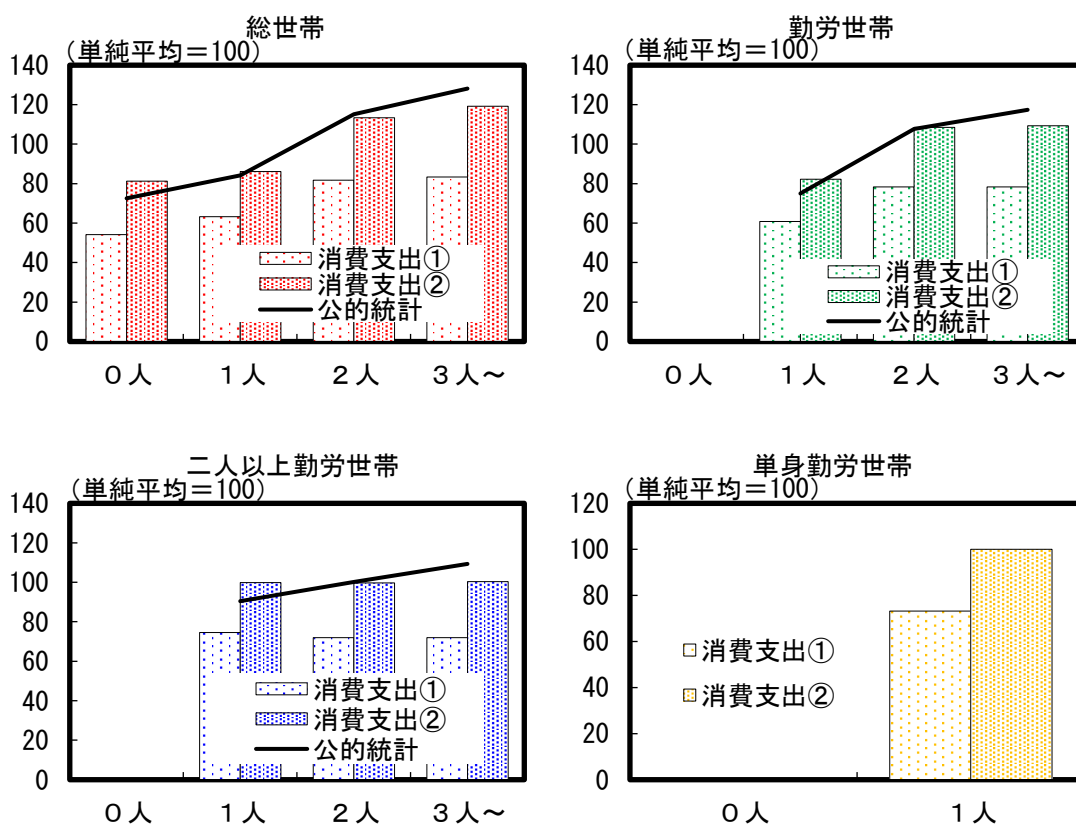 総世帯
(単純平均＝100)
140
120
100
80
60
40
20
0
消費支出①
消費支出②
公的統計
０人 １人 ２人 ３人～
勤労世帯
(単純平均＝100)
140
120
100
80
60
40
20
0
消費支出①
消費支出②
公的統計
０人 １人 ２人 ３人～
二人以上勤労世帯
(単純平均＝100)
140
120
100
80
60
40
20
0
消費支出①
消費支出②
公的統計
０人 １人 ２人 ３人～
単身勤労世帯
(単純平均＝100)
120
100
80
60
40
20
0
消費支出①
消費支出②
０人 １人